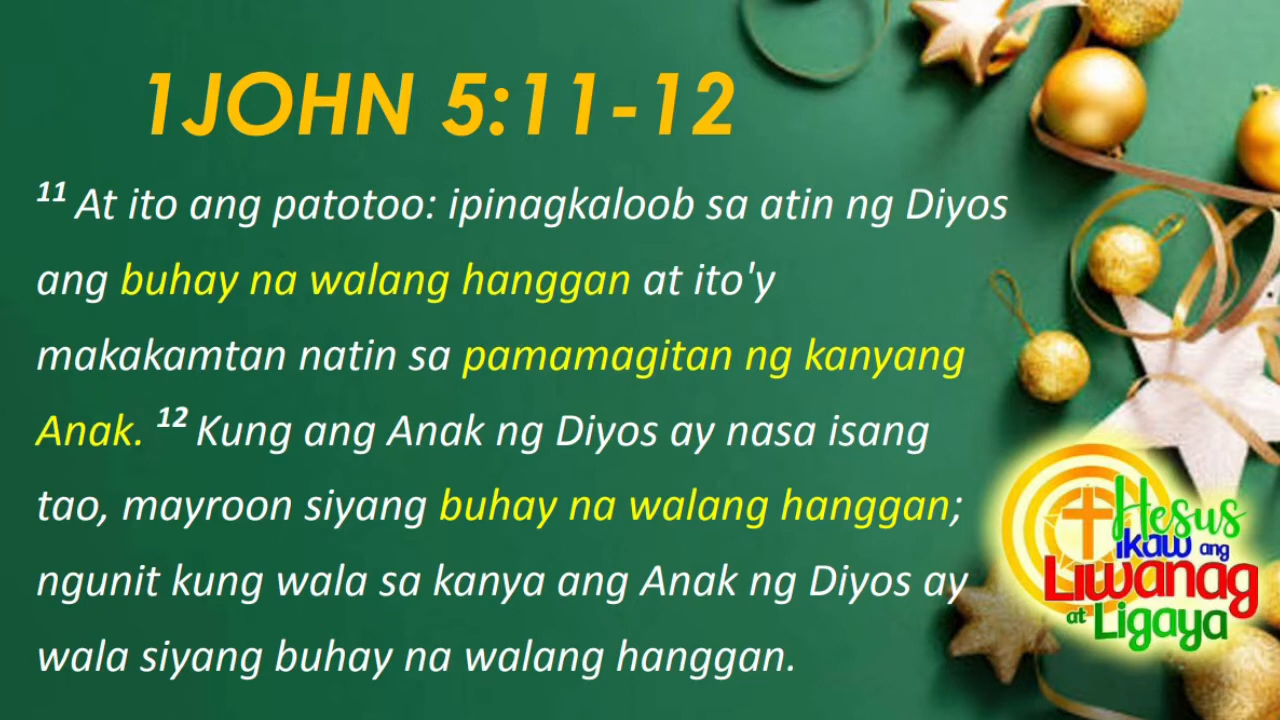 1JOHN 5:11-12
11 At ito ang patotoo: ipinagkaloob sa atin ng Diyos
ang buhay na walang hanggan at ito'y
makakamtan natin sa pamamagitan ng kanyang
Anak. 12 Kung ang Anak ng Diyos ay nasa isang
tao, mayroon siyang buhay na walang hanggan;
ngunit kung wala sa kanya ang Anak ng Diyos ay
wala siyang buhay na walang hanggan.
Hesus
ikaw ang
Liwanag
at Ligaya